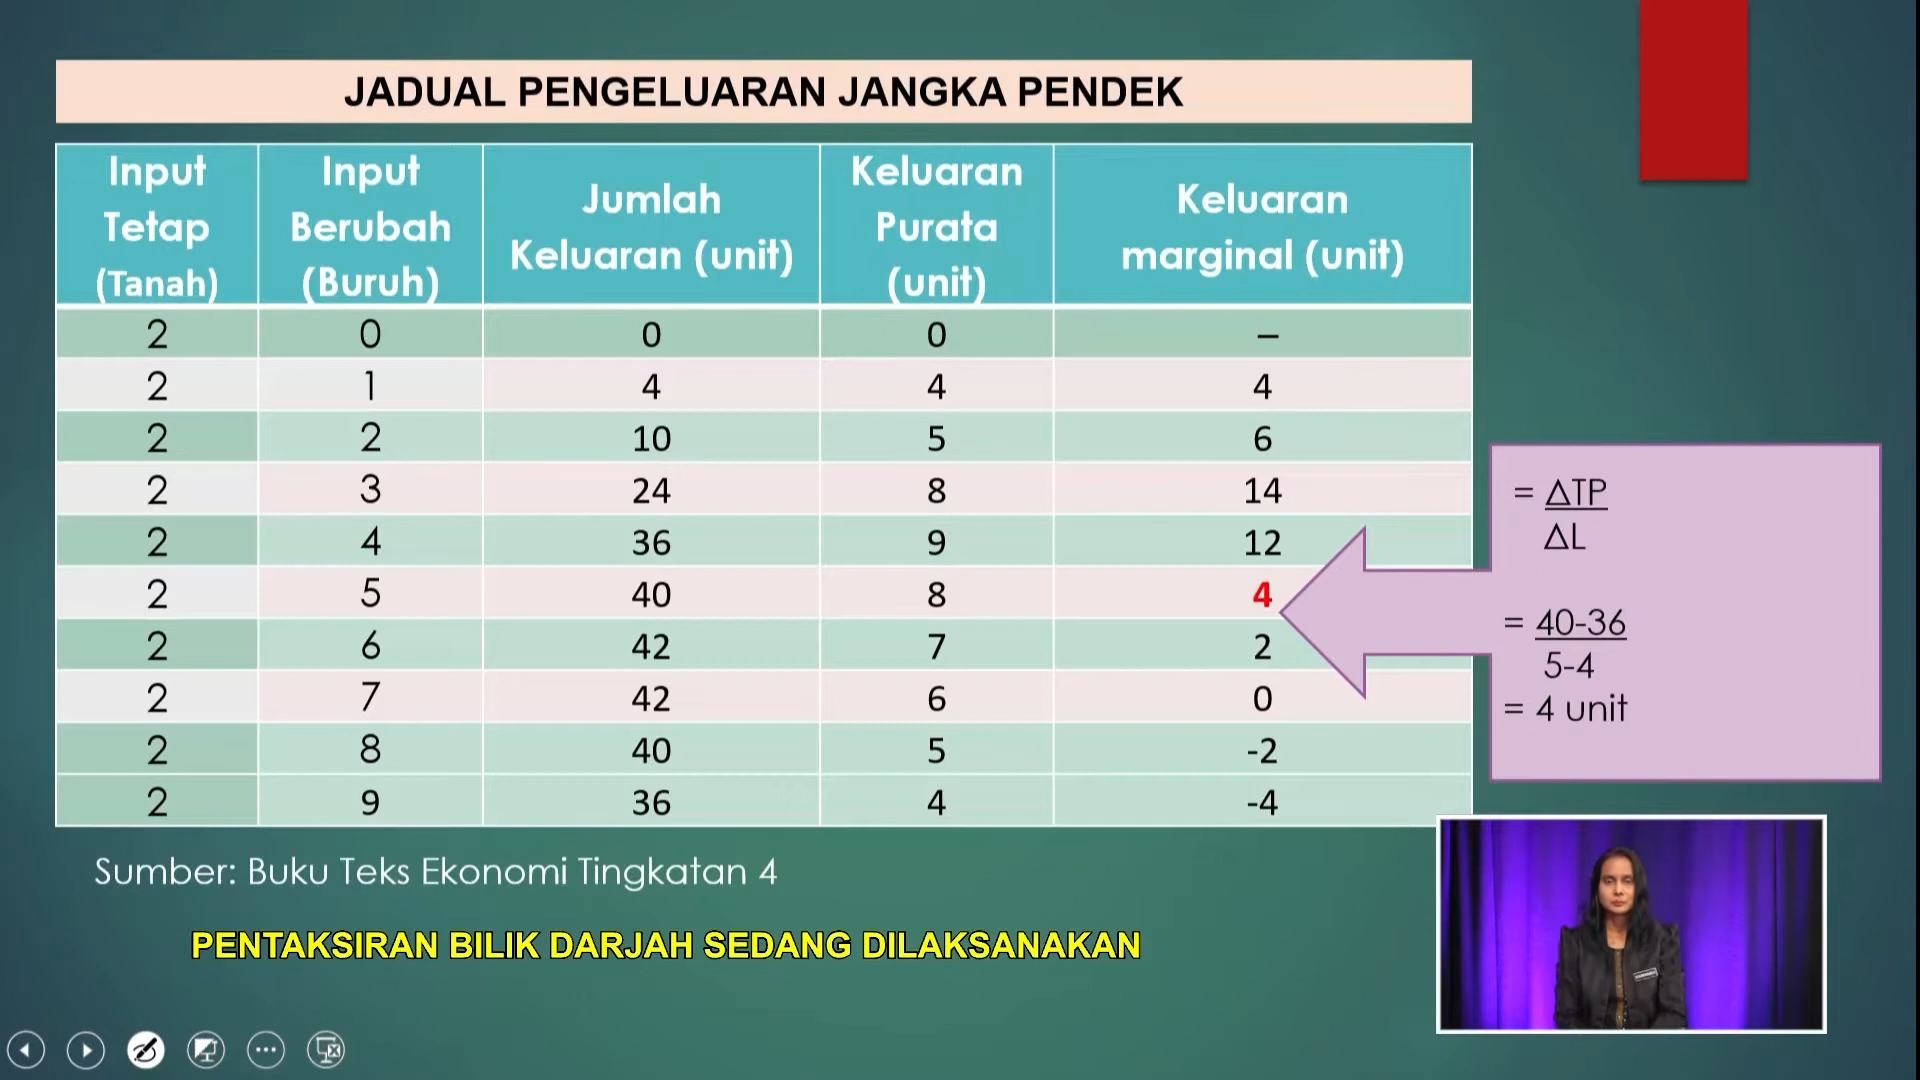 JADUAL PENGELUARAN JANGKA PENDEK
Input Tetap (Tanah) Input Berubah (Buruh) Jumlah Keluaran (unit) Keluaran Purata (unit) Keluaran marginal (unit)
2 0 0 0 –
2 1 4 4 4
2 2 10 5 6
2 3 24 8 14
2 4 36 9 12
2 5 40 8 4
2 6 42 7 2
2 7 42 6 0
2 8 40 5 -2
2 9 36 4 -4
= ΔTP
ΔL
= 40-36
5-4
= 4 unit
Sumber: Buku Teks Ekonomi Tingkatan 4
PENTAKSIRAN BILIK DARJAH SEDANG DILAKSANAKAN